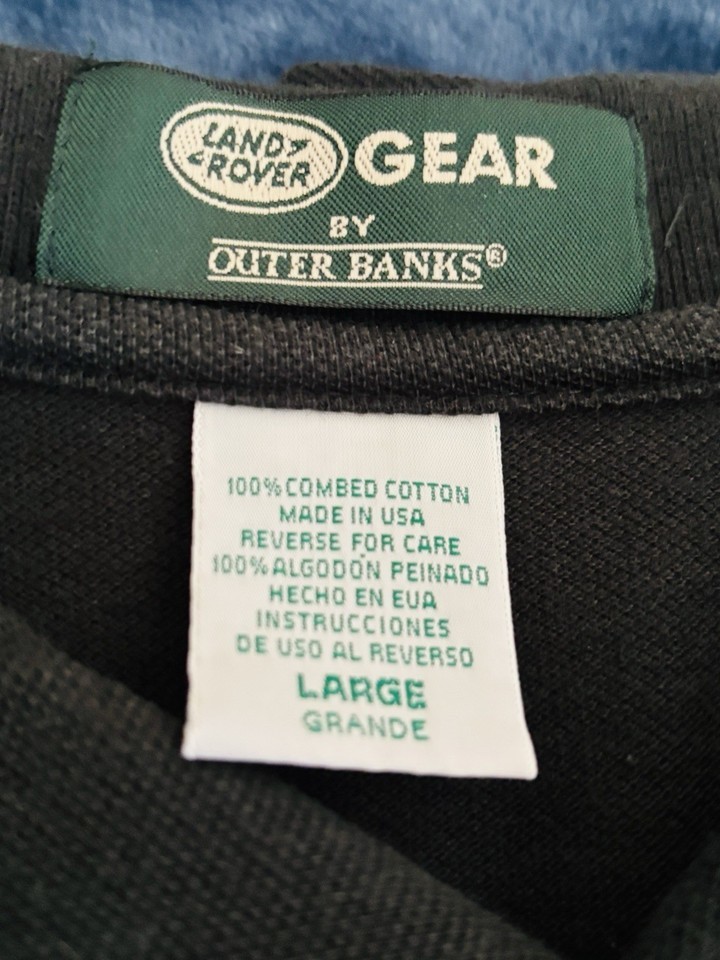 LAND
ROVER
GEAR
BY
OUTER BANKS®
100% COMBED COTTON
MADE IN USA
REVERSE FOR CARE
100% ALGODÓN PEINADO
HECHO EN EUA
INSTRUCCIONES
DE USO AL REVERSO
LARGE
GRANDE